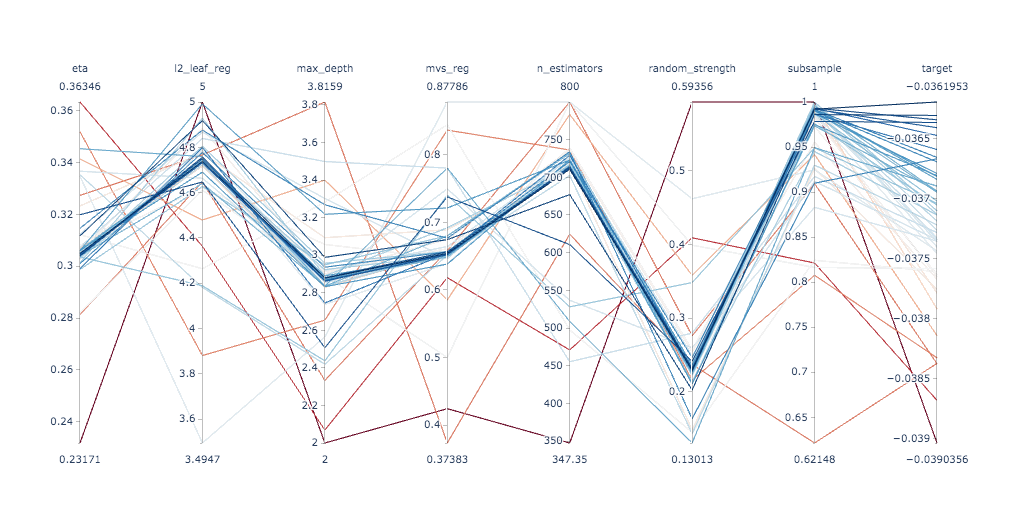 eta l2_leaf_reg max_depth mvs_reg n_estimators random_strength subsample target
0.36346 5 3.8159 0.87786 800 0.59356 1 −0.0361953
0.36 0.34 0.32 0.3 0.28 0.26 0.24
5 4.8 4.6 4.4 4.2 4 3.8 3.6
3.8 3.6 3.4 3.2 3 2.8 2.6 2.4 2.2 2
0.8 0.7 0.6 0.5 0.4
750 700 650 600 550 500 450 400 350
0.5 0.4 0.3 0.2
1 0.95 0.9 0.85 0.8 0.75 0.7 0.65
−0.0365 −0.037 −0.0375 −0.038 −0.0385 −0.039
0.23171 3.4947 2 0.37383 347.35 0.13013 0.62148 −0.0390356